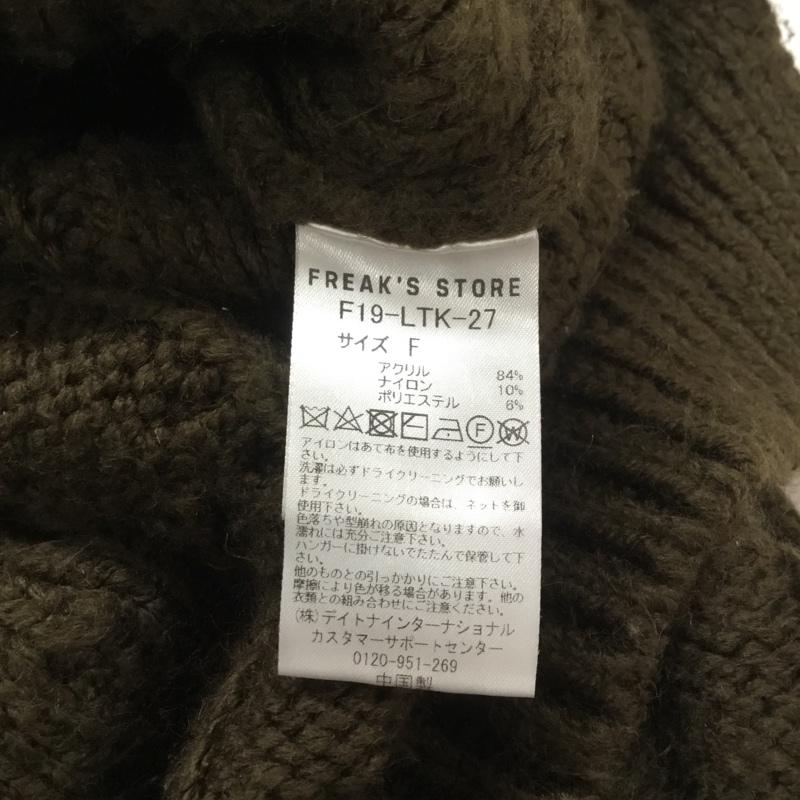 FREAK'S STORE
F19-LTK-27
サイズ F
アクリル 84%
ナイロン 10%
ポリエステル 6%
F W
アイロンはあて布を使用するようにして下
さい。
洗濯は必ずドライクリーニングでお願いし
ます。
ドライクリーニングの場合は、ネットを御
使用下さい。
色落ちや型崩れの原因となりますので、水
濡れには充分ご注意下さい。
ハンガーに掛けないでたたんで保管して下
さい。
他のものとの引っかかりにご注意下さい。
摩擦により色が移る場合があります。他の
衣類との組み合わせにご注意ください。
(株)デイトナインターナショナル
カスタマーサポートセンター
0120-951-269
中国製